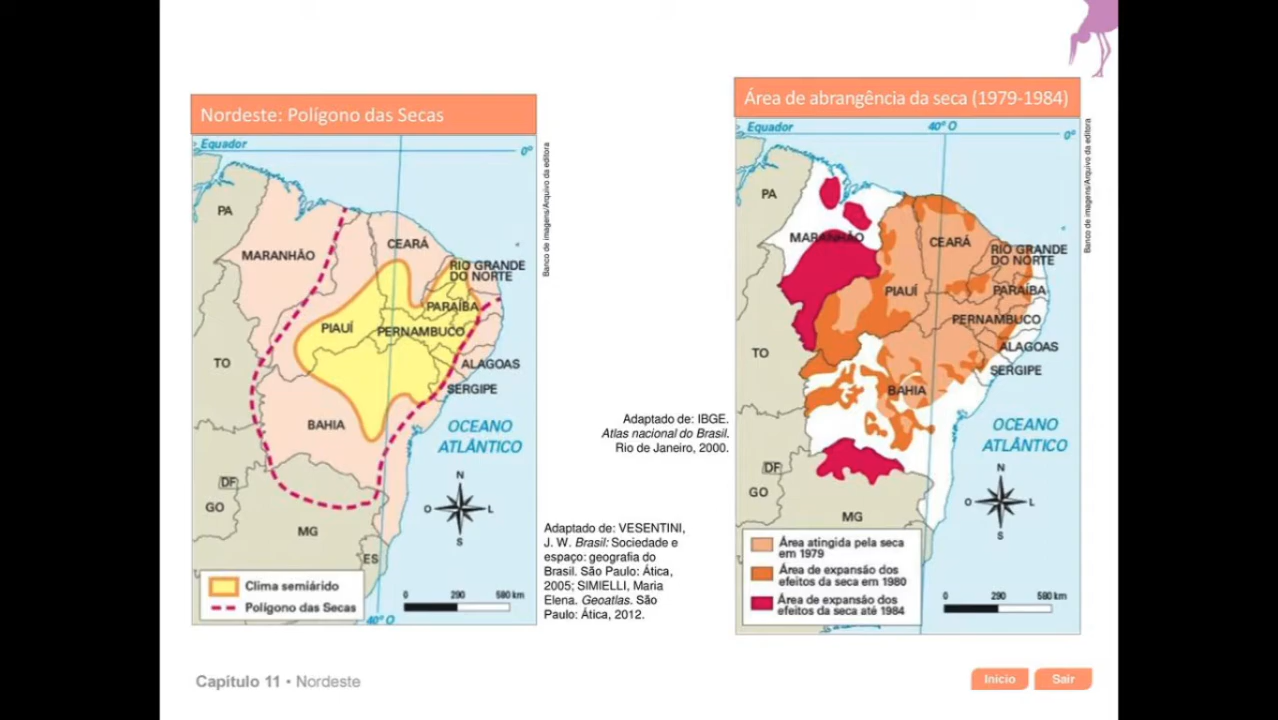 Nordeste: Polígono das Secas
Equador
0º
PA
MARANHÃO
CEARÁ
RIO GRANDE
DO NORTE
PARAÍBA
PIAUÍ
PERNAMBUCO
TO
ALAGOAS
SERGIPE
BAHIA
OCEANO
ATLÂNTICO
DF
GO
MG
ES
N
O
L
S
Clima semiárido
Polígono das Secas
0
290
580 km
40º O
Banco de imagens/Arquivo da editora
Adaptado de: VESENTINI,
J. W. Brasil: Sociedade e
espaço: geografia do
Brasil. São Paulo: Ática,
2005; SIMIELLI, Maria
Elena. Geoatlas. São
Paulo: Ática, 2012.
Área de abrangência da seca (1979-1984)
Equador
40º O
0º
PA
MARANHÃO
CEARÁ
RIO GRANDE
DO NORTE
PIAUÍ
PARAÍBA
PERNAMBUCO
ALAGOAS
TO
SERGIPE
BAHIA
OCEANO
ATLÂNTICO
DF
GO
MG
N
O
L
S
Área atingida pela seca
em 1979
Área de expansão dos
efeitos da seca em 1980
Área de expansão dos
efeitos da seca até 1984
0
290
580 km
Banco de imagens/Arquivo da editora
Adaptado de: IBGE.
Atlas nacional do Brasil.
Rio de Janeiro, 2000.
Capítulo 11 • Nordeste
Início
Sair